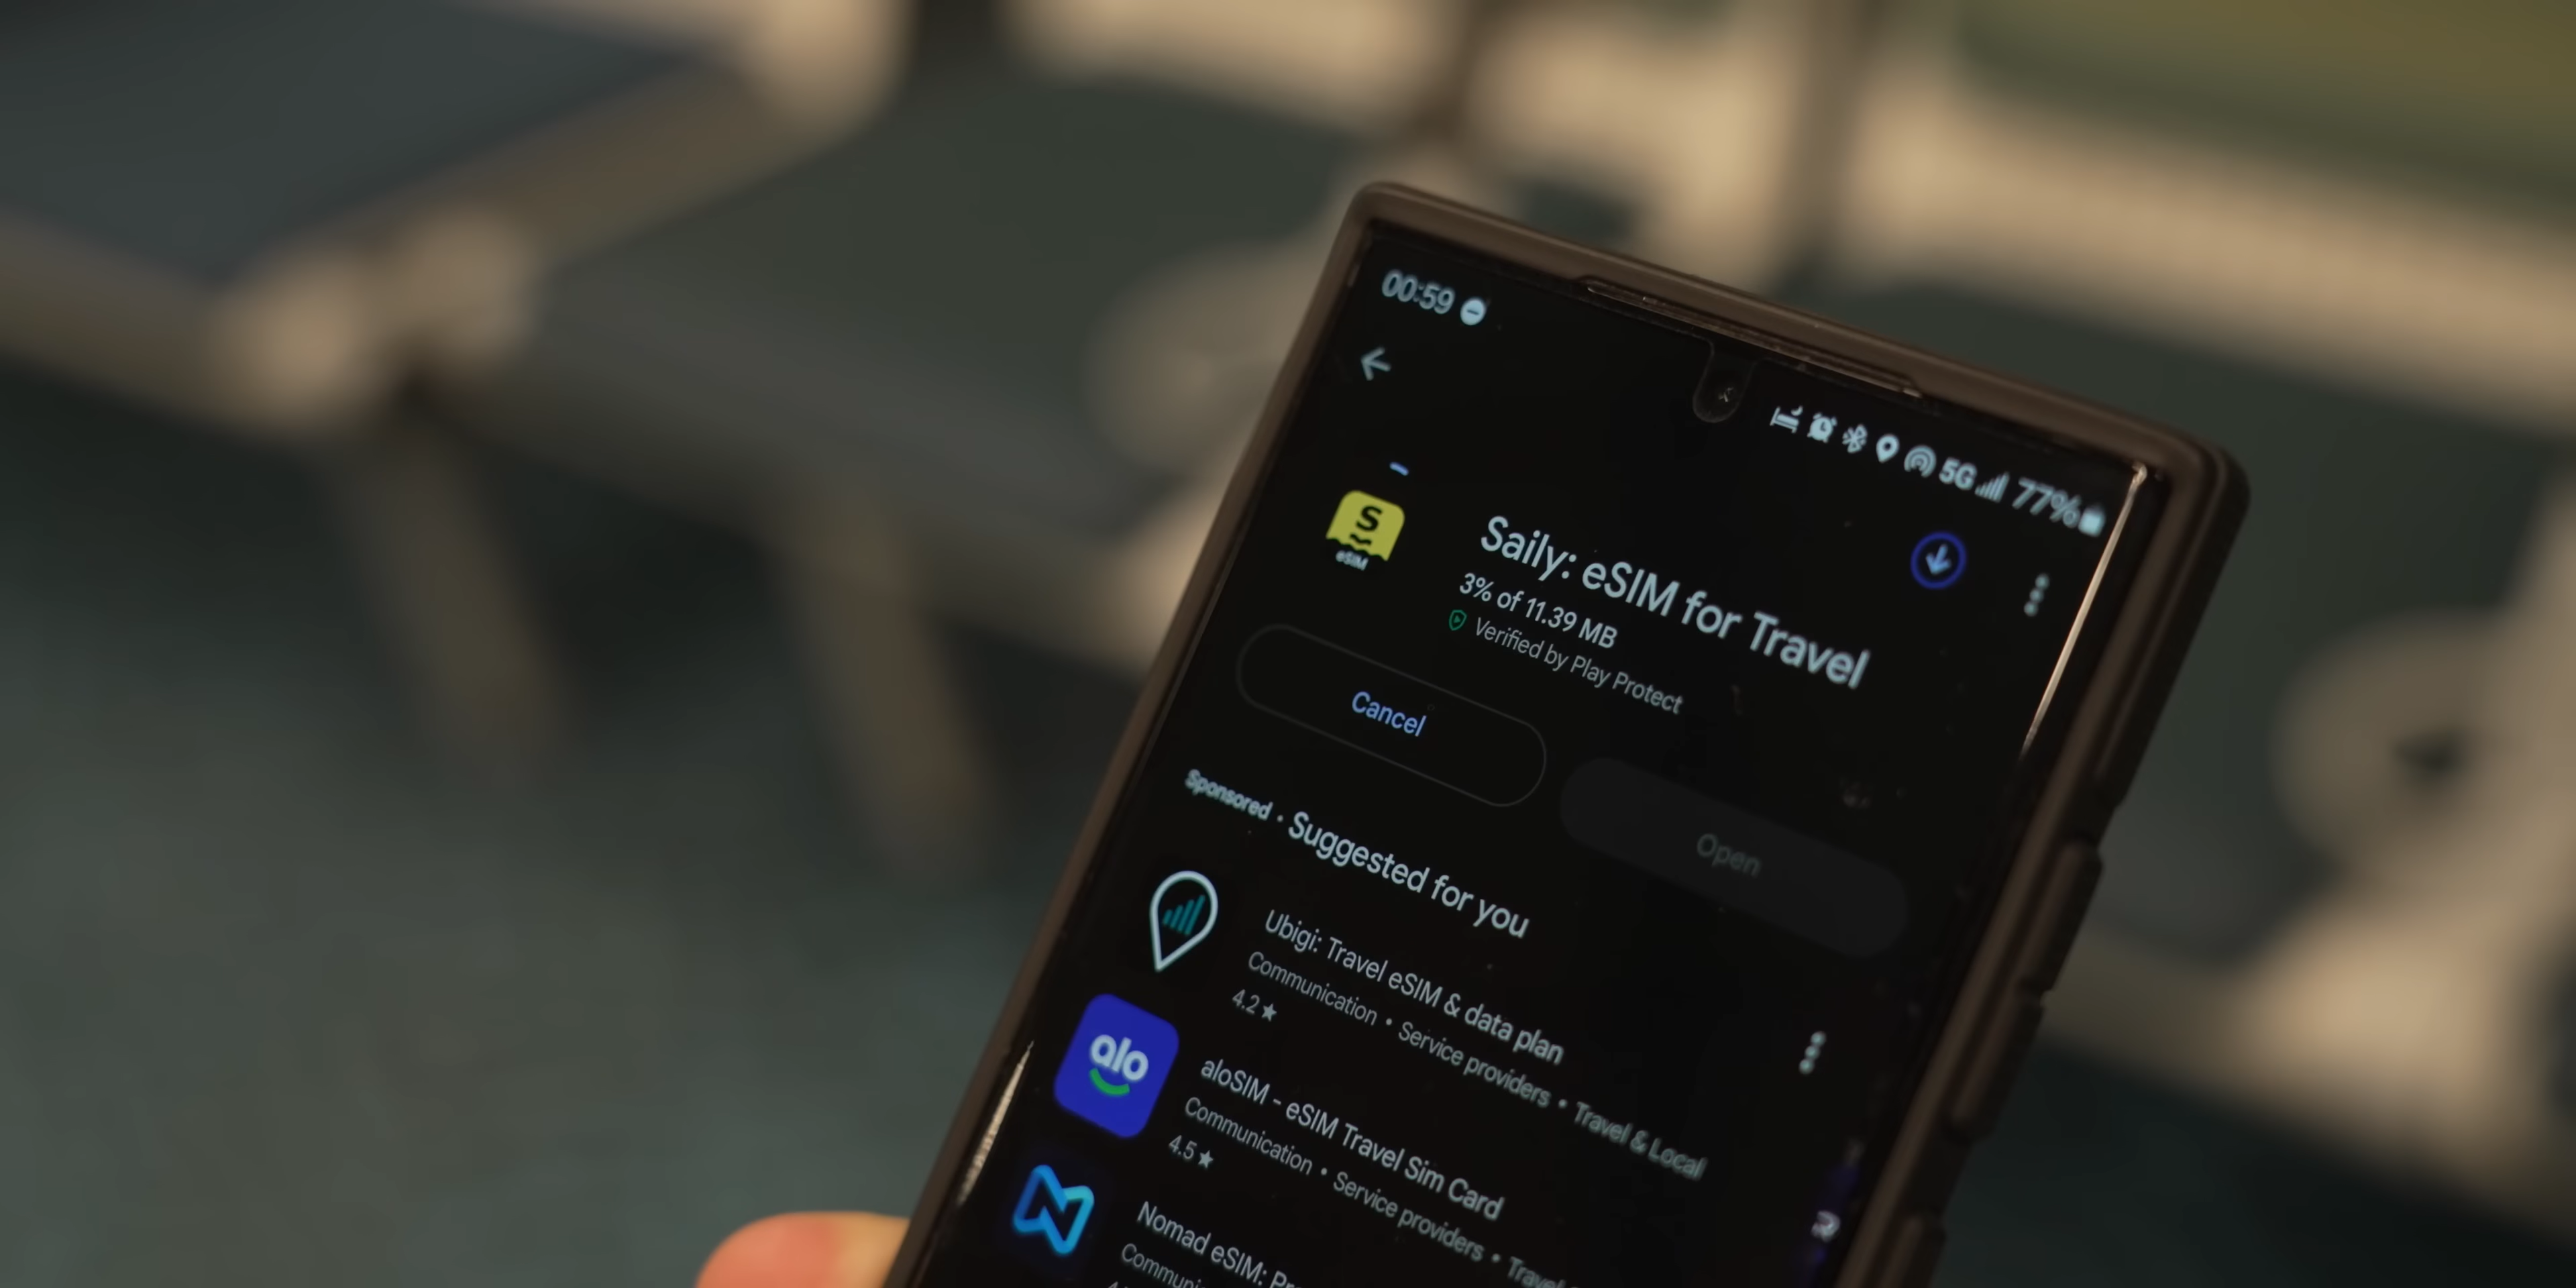 00:59
5G 77%
S
eSIM
Saily: eSIM for Travel
3% of 11.39 MB
Verified by Play Protect
Cancel
Open
Sponsored · Suggested for you
Ubigi: Travel eSIM & data plan
Communication • Service providers • Travel & Local
4.2 ★
alo
aloSIM - eSIM Travel Sim Card
Communication • Service providers • Travel
4.5 ★
Nomad eSIM: